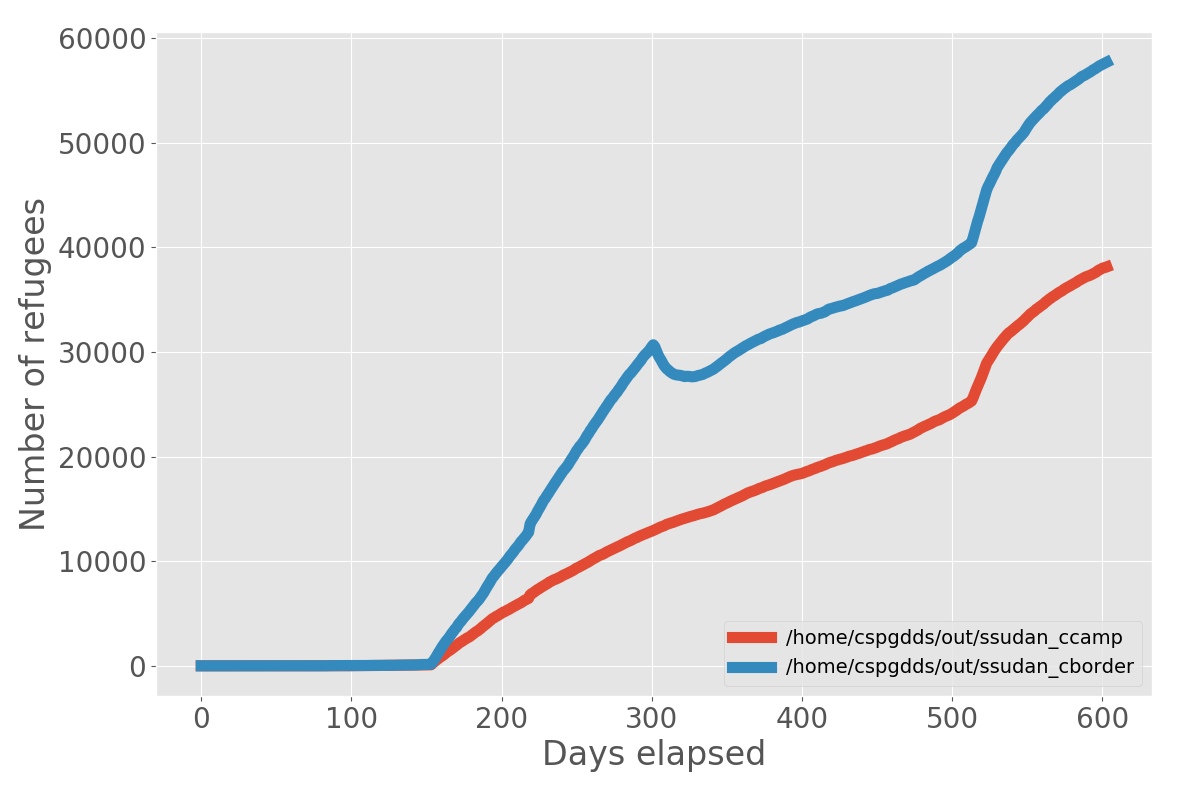 60000
50000
40000
30000
20000
10000
0
Number of refugees
0 100 200 300 400 500 600
Days elapsed
/home/cspgdds/out/ssudan_ccamp
/home/cspgdds/out/ssudan_cborder